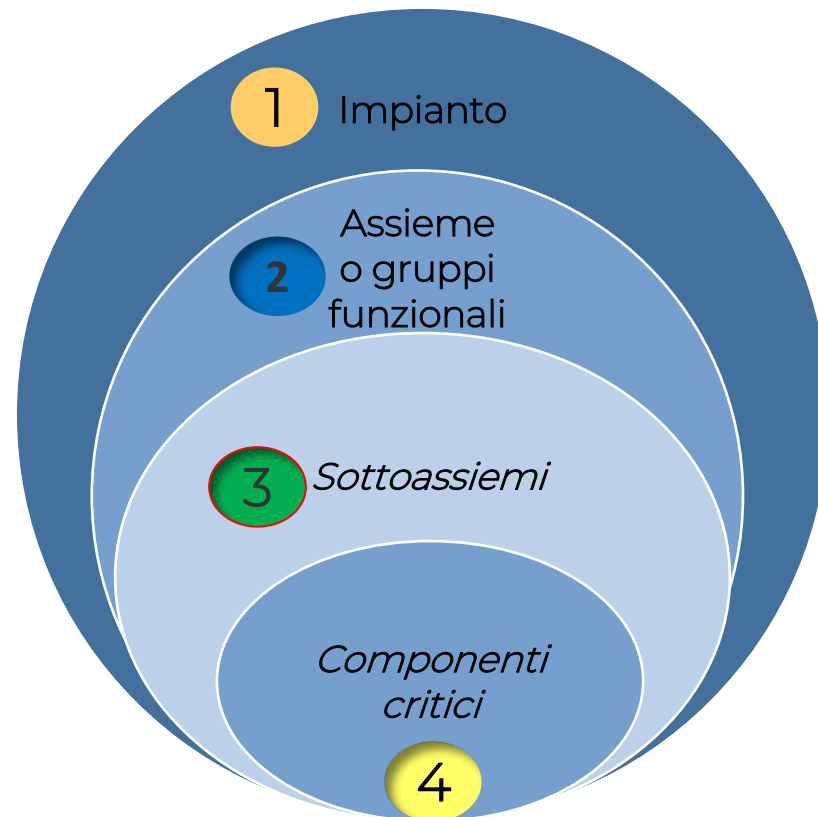 1 Impianto
Assieme
2 o gruppi
funzionali
3 Sottoassiemi
Componenti
critici
4